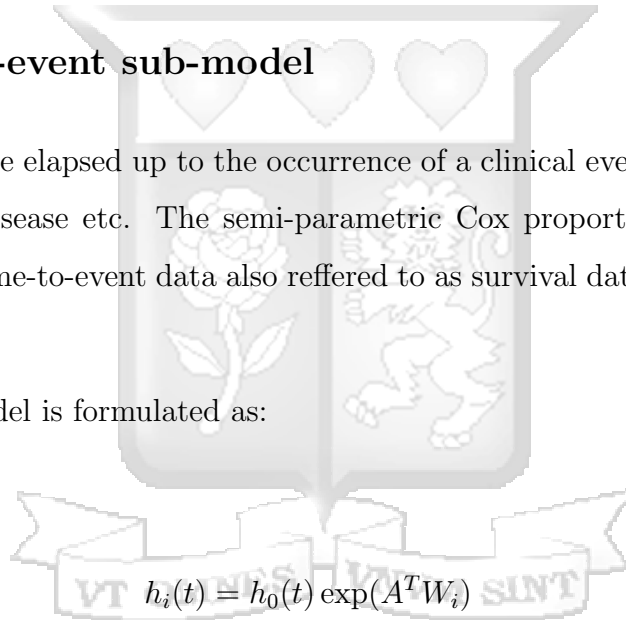 -event sub-model
e elapsed up to the occurrence of a clinical eve
sease etc. The semi-parametric Cox proport
ne-to-event data also reffered to as survival dat
del is formulated as:
h_i(t) = h_0(t) exp(A^T W_i)
VT SINT